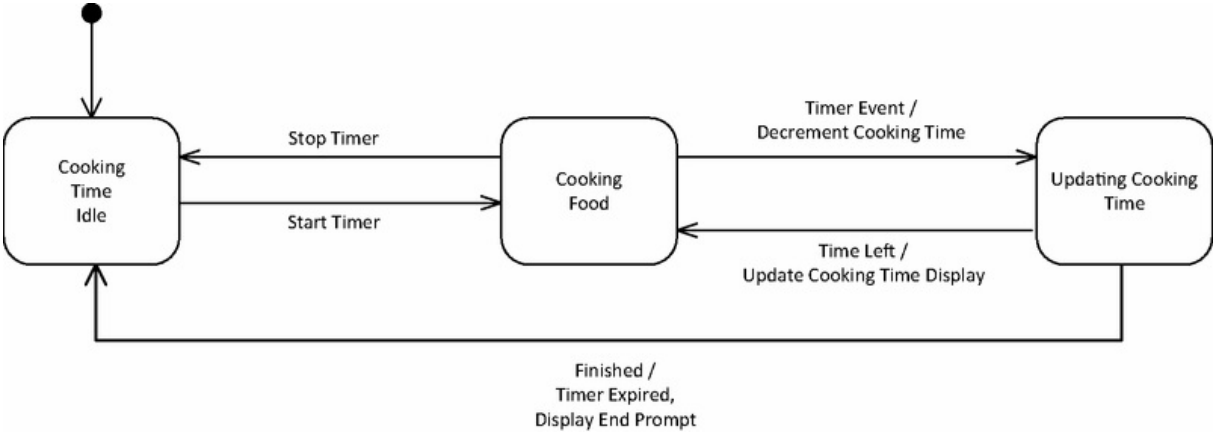 Timer Event /
Decrement Cooking Time
Stop Timer
Cooking
Time
Idle
Cooking
Food
Updating Cooking
Time
Start Timer
Time Left /
Update Cooking Time Display
Finished /
Timer Expired,
Display End Prompt